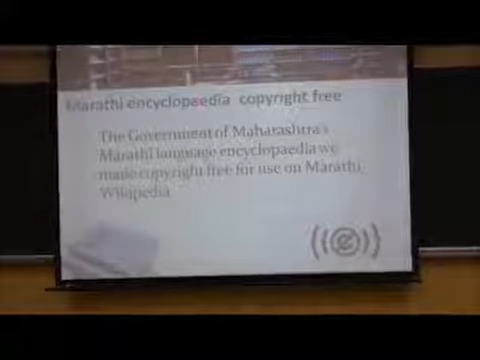 Marathi encyclopaedia copyright free
The Government of Maharashtra's
Marathi language encyclopaedia we
made copyright free for use on Marathi
Wikipedia